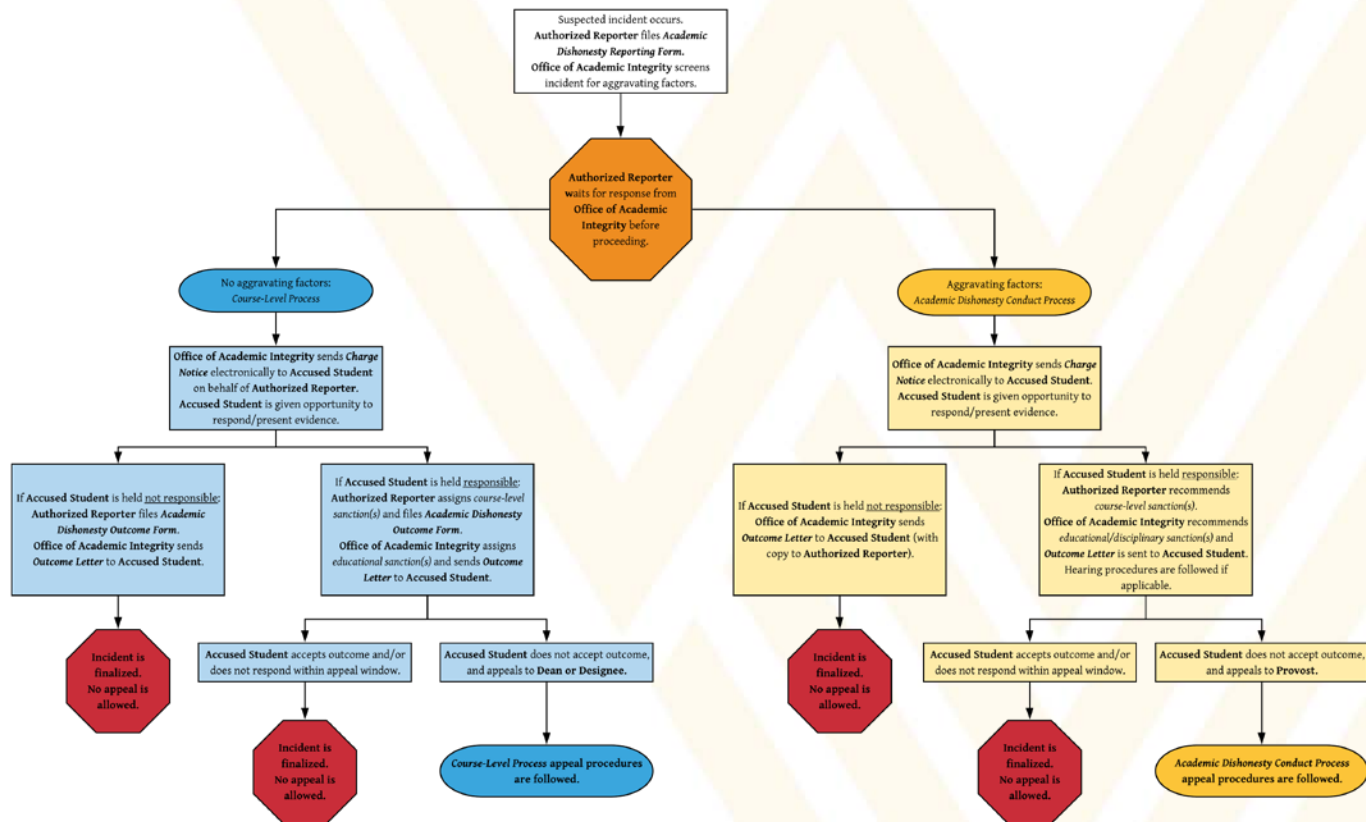 Suspected incident occurs.
Authorized Reporter files Academic
Dishonesty Reporting Form.
Office of Academic Integrity screens
incident for aggravating factors.
Authorized Reporter
waits for response from
Office of Academic
Integrity before
proceeding.
No aggravating factors:
Course-Level Process
Aggravating factors:
Academic Dishonesty Conduct Process
Office of Academic Integrity sends Charge
Notice electronically to Accused Student
on behalf of Authorized Reporter.
Accused Student is given opportunity to
respond/present evidence.
Office of Academic Integrity sends Charge
Notice electronically to Accused Student.
Accused Student is given opportunity to
respond/present evidence.
If Accused Student is held not responsible:
Authorized Reporter files Academic
Dishonesty Outcome Form.
Office of Academic Integrity sends
Outcome Letter to Accused Student.
If Accused Student is held responsible:
Authorized Reporter assigns course-level
sanction(s) and files Academic Dishonesty
Outcome Form.
Office of Academic Integrity assigns
educational sanction(s) and sends Outcome
Letter to Accused Student.
If Accused Student is held not responsible:
Office of Academic Integrity sends
Outcome Letter to Accused Student (with
copy to Authorized Reporter).
If Accused Student is held responsible:
Authorized Reporter recommends
course-level sanction(s).
Office of Academic Integrity recommends
educational/disciplinary sanction(s) and
Outcome Letter is sent to Accused Student.
Hearing procedures are followed if
applicable.
Incident is
finalized.
No appeal is
allowed.
Accused Student accepts outcome and/or
does not respond within appeal window.
Accused Student does not accept outcome,
and appeals to Dean or Designee.
Incident is
finalized.
No appeal is
allowed.
Accused Student accepts outcome and/or
does not respond within appeal window.
Accused Student does not accept outcome,
and appeals to Provost.
Incident is
finalized.
No appeal is
allowed.
Course-Level Process appeal procedures
are followed.
Incident is
finalized.
No appeal is
allowed.
Academic Dishonesty Conduct Process
appeal procedures are followed.